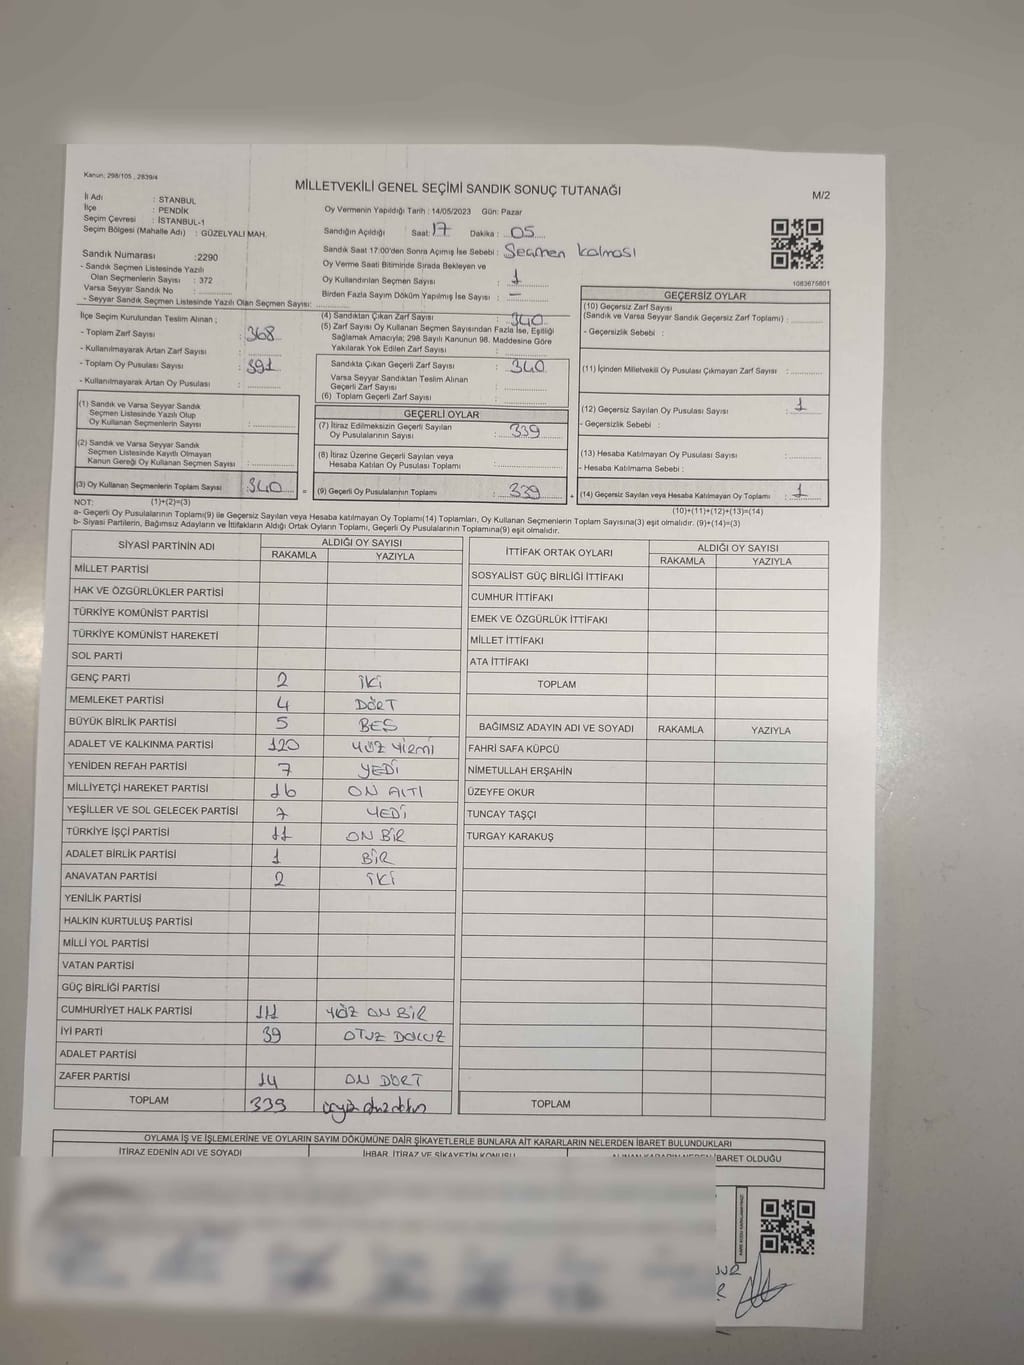 Kanun: 298/105 , 2839/4
MİLLETVEKİLİ GENEL SEÇİMİ SANDIK SONUÇ TUTANAĞI
M/2
İl Adı : İSTANBUL
İlçe : PENDİK
Seçim Çevresi : İSTANBUL-1
Seçim Bölgesi (Mahalle Adı) : GÜZELYALI MAH.
Oy Vermenin Yapıldığı Tarih : 14/05/2023 Gün: Pazar
Sandığın Açıldığı Saat: 17 Dakika : 05
Sandık Saat 17:00'den Sonra Açımış İse Sebebi : Seçmen kalması
Oy Verme Saati Bitiminde Sırada Bekleyen ve
Oy Kullandırılan Seçmen Sayısı : 1
Birden Fazla Sayım Döküm Yapılmış İse Sayısı : –
1083675601
Sandık Numarası :2290
- Sandık Seçmen Listesinde Yazılı
Olan Seçmenlerin Sayısı : 372
Varsa Seyyar Sandık No :
- Seyyar Sandık Seçmen Listesinde Yazılı Olan Seçmen Sayısı:
İlçe Seçim Kurulundan Teslim Alınan ;
- Toplam Zarf Sayısı : 368
- Kullanılmayarak Artan Zarf Sayısı :
- Toplam Oy Pusulası Sayısı : 391
- Kullanılmayarak Artan Oy Pusulası :
(1) Sandık ve Varsa Seyyar Sandık
Seçmen Listesinde Yazılı Olup
Oy Kullanan Seçmenlerin Sayısı :
(2) Sandık ve Varsa Seyyar Sandık
Seçmen Listesinde Kayıtlı Olmayan
Kanun Gereği Oy Kullanan Seçmen Sayısı :
(3) Oy Kullanan Seçmenlerin Toplam Sayısı : 340
(4) Sandıktan Çıkan Zarf Sayısı : 340
(5) Zarf Sayısı Oy Kullanan Seçmen Sayısından Fazla İse, Eşitliği
Sağlamak Amacıyla; 298 Sayılı Kanunun 98. Maddesine Göre
Yakılarak Yok Edilen Zarf Sayısı :
Sandıkta Çıkan Geçerli Zarf Sayısı : 340
Varsa Seyyar Sandıktan Teslim Alınan
Geçerli Zarf Sayısı :
(6) Toplam Geçerli Zarf Sayısı :
GEÇERLİ OYLAR
(7) İtiraz Edilmeksizin Geçerli Sayılan
Oy Pusulalarının Sayısı : 339
(8) İtiraz Üzerine Geçerli Sayılan veya
Hesaba Katılan Oy Pusulası Toplamı :
= (9) Geçerli Oy Pusulalarının Toplamı : 339 +
GEÇERSİZ OYLAR
(10) Geçersiz Zarf Sayısı
(Sandık ve Varsa Seyyar Sandık Geçersiz Zarf Toplamı) :
- Geçersizlik Sebebi :
(11) İçinden Milletvekili Oy Pusulası Çıkmayan Zarf Sayısı :
(12) Geçersiz Sayılan Oy Pusulası Sayısı : 1
- Geçersizlik Sebebi :
(13) Hesaba Katılmayan Oy Pusulası Sayısı :
- Hesaba Katılmama Sebebi :
(14) Geçersiz Sayılan veya Hesaba Katılmayan Oy Toplamı : 1
NOT: (1)+(2)=(3)
(10)+(11)+(12)+(13)=(14)
a- Geçerli Oy Pusulalarının Toplamı(9) ile Geçersiz Sayılan veya Hesaba katılmayan Oy Toplamı(14) Toplamları, Oy Kullanan Seçmenlerin Toplam Sayısına(3) eşit olmalıdır. (9)+(14)=(3)
b- Siyasi Partilerin, Bağımsız Adayların ve İttifakların Aldığı Ortak Oyların Toplamı, Geçerli Oy Pusulalarının Toplamına(9) eşit olmalıdır.
SİYASİ PARTİNİN ADI ALDIĞI OY SAYISI
RAKAMLA YAZIYLA
MİLLET PARTİSİ
HAK VE ÖZGÜRLÜKLER PARTİSİ
TÜRKİYE KOMÜNİST PARTİSİ
TÜRKİYE KOMÜNİST HAREKETİ
SOL PARTİ
GENÇ PARTİ 2 İKİ
MEMLEKET PARTİSİ 4 DÖRT
BÜYÜK BİRLİK PARTİSİ 5 BEŞ
ADALET VE KALKINMA PARTİSİ 120 YÜZ YİRMİ
YENİDEN REFAH PARTİSİ 7 YEDİ
MİLLİYETÇİ HAREKET PARTİSİ 16 ON ALTI
YEŞİLLER VE SOL GELECEK PARTİSİ 7 YEDİ
TÜRKİYE İŞÇİ PARTİSİ 11 ON BİR
ADALET BİRLİK PARTİSİ 1 BİR
ANAVATAN PARTİSİ 2 İKİ
YENİLİK PARTİSİ
HALKIN KURTULUŞ PARTİSİ
MİLLİ YOL PARTİSİ
VATAN PARTİSİ
GÜÇ BİRLİĞİ PARTİSİ
CUMHURİYET HALK PARTİSİ 111 YÜZ ON BİR
İYİ PARTİ 39 OTUZ DOKUZ
ADALET PARTİSİ
ZAFER PARTİSİ 14 ON DÖRT
TOPLAM 339 üçyüz otuz dokuz
İTTİFAK ORTAK OYLARI ALDIĞI OY SAYISI
RAKAMLA YAZIYLA
SOSYALİST GÜÇ BİRLİĞİ İTTİFAKI
CUMHUR İTTİFAKI
EMEK VE ÖZGÜRLÜK İTTİFAKI
MİLLET İTTİFAKI
ATA İTTİFAKI
TOPLAM
BAĞIMSIZ ADAYIN ADI VE SOYADI RAKAMLA YAZIYLA
FAHRİ SAFA KÜPCÜ
NİMETULLAH ERŞAHİN
ÜZEYFE OKUR
TUNCAY TAŞÇI
TURGAY KARAKUŞ
TOPLAM
OYLAMA İŞ VE İŞLEMLERİNE VE OYLARIN SAYIM DÖKÜMÜNE DAİR ŞİKAYETLERLE BUNLARA AİT KARARLARIN NELERDEN İBARET BULUNDUKLARI
İTİRAZ EDENİN ADI VE SOYADI İHBAR, İTİRAZ VE ŞİKAYETİN KONUSU ALINAN KARARIN NEDEN İBARET OLDUĞU